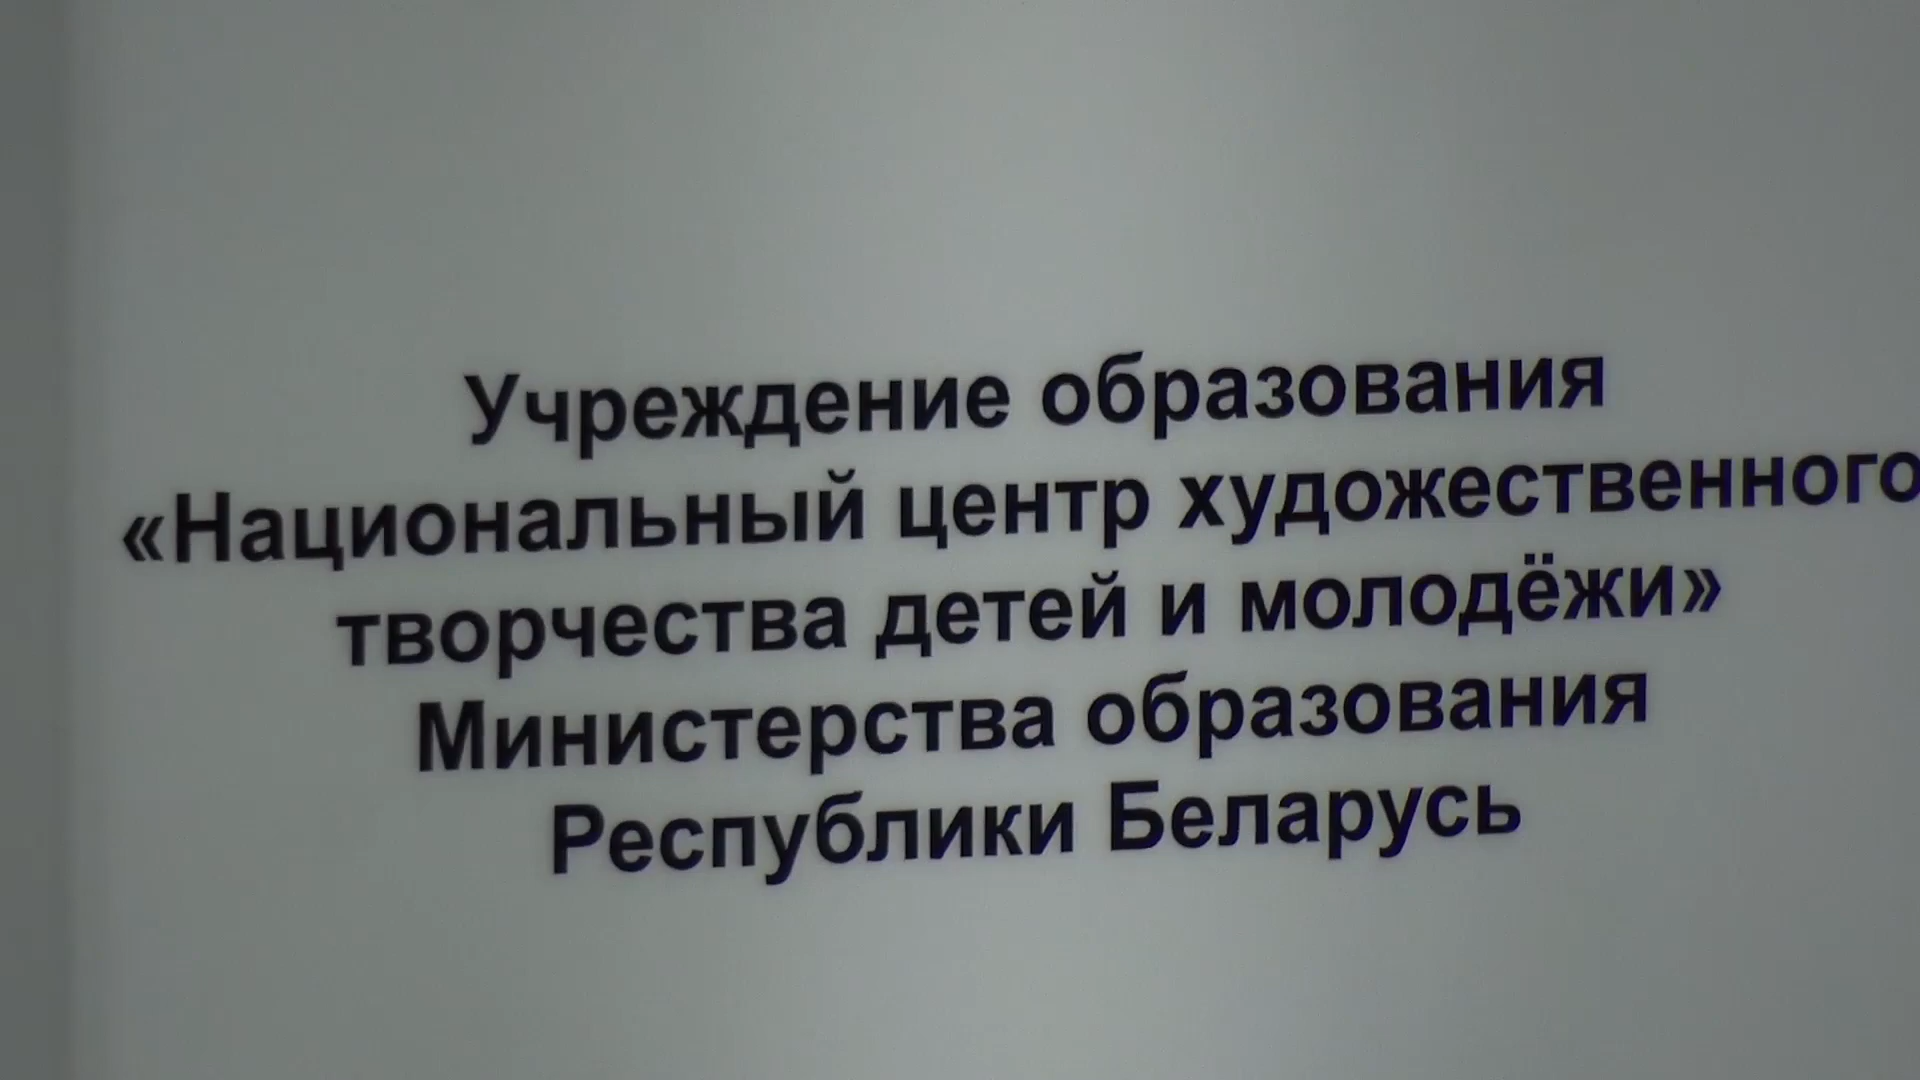 Учреждение образования
«Национальный центр художественного
творчества детей и молодёжи»
Министерства образования
Республики Беларусь